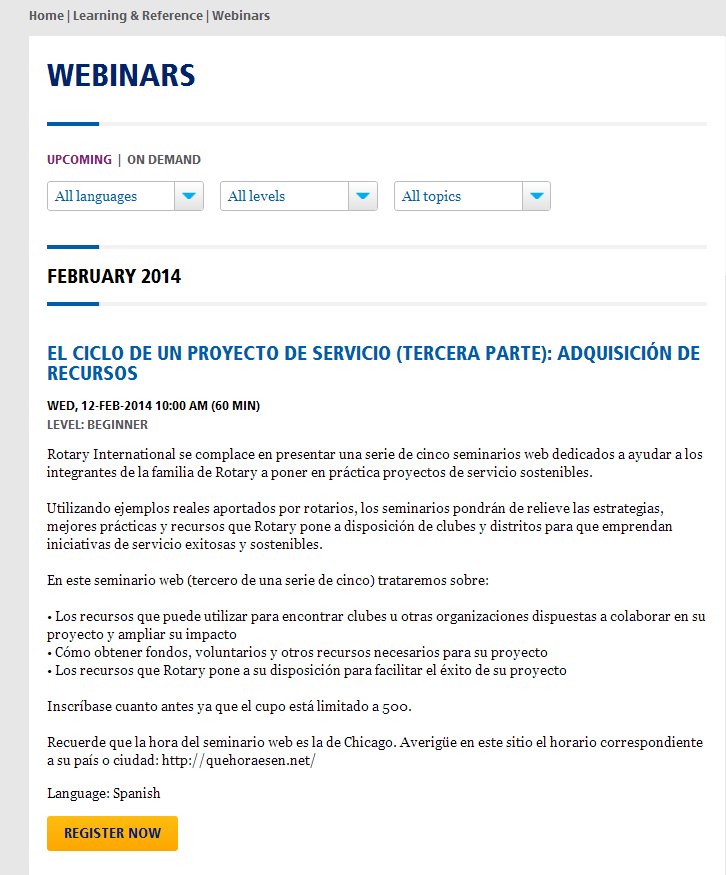 Home | Learning & Reference | Webinars
WEBINARS
UPCOMING | ON DEMAND
All languages All levels All topics
FEBRUARY 2014
EL CICLO DE UN PROYECTO DE SERVICIO (TERCERA PARTE): ADQUISICIÓN DE
RECURSOS
WED, 12-FEB-2014 10:00 AM (60 MIN)
LEVEL: BEGINNER
Rotary International se complace en presentar una serie de cinco seminarios web dedicados a ayudar a los
integrantes de la familia de Rotary a poner en práctica proyectos de servicio sostenibles.
Utilizando ejemplos reales aportados por rotarios, los seminarios pondrán de relieve las estrategias,
mejores prácticas y recursos que Rotary pone a disposición de clubes y distritos para que emprendan
iniciativas de servicio exitosas y sostenibles.
En este seminario web (tercero de una serie de cinco) trataremos sobre:
• Los recursos que puede utilizar para encontrar clubes u otras organizaciones dispuestas a colaborar en su
proyecto y ampliar su impacto
• Cómo obtener fondos, voluntarios y otros recursos necesarios para su proyecto
• Los recursos que Rotary pone a su disposición para facilitar el éxito de su proyecto
Inscríbase cuanto antes ya que el cupo está limitado a 500.
Recuerde que la hora del seminario web es la de Chicago. Averigüe en este sitio el horario correspondiente
a su país o ciudad: http://quehoraesen.net/
Language: Spanish
REGISTER NOW